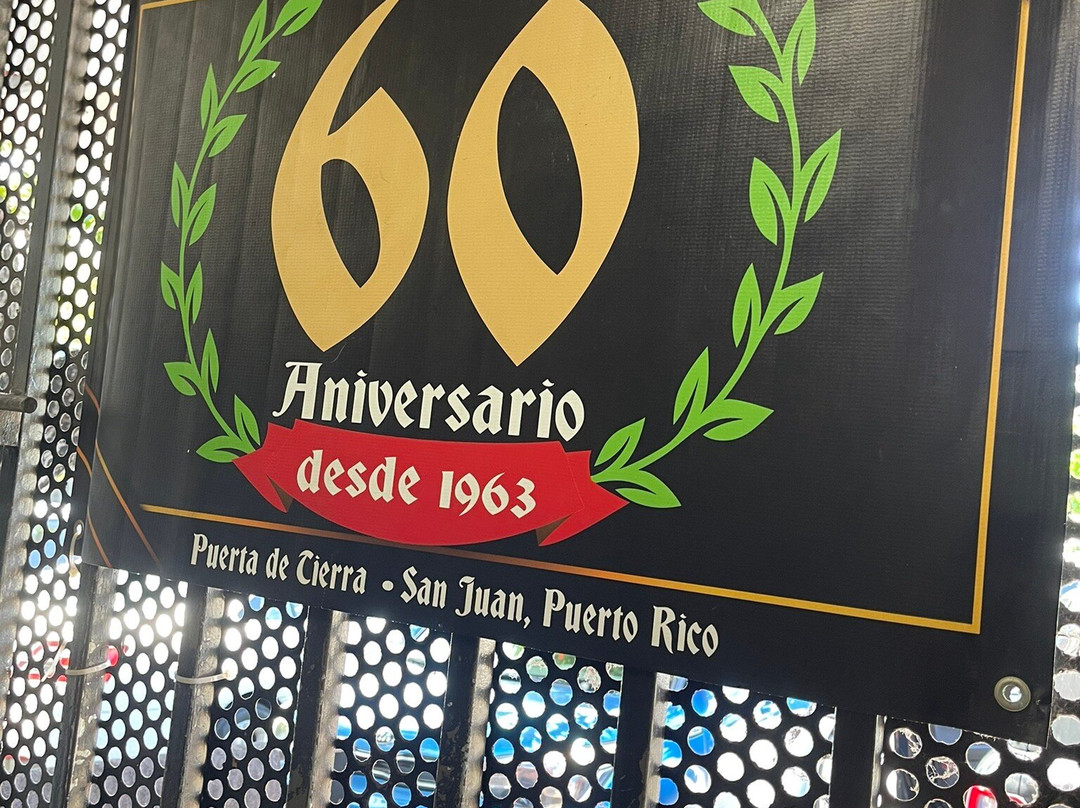 60
Aniversario
desde 1963
Puerta de Tierra • San Juan, Puerto Rico